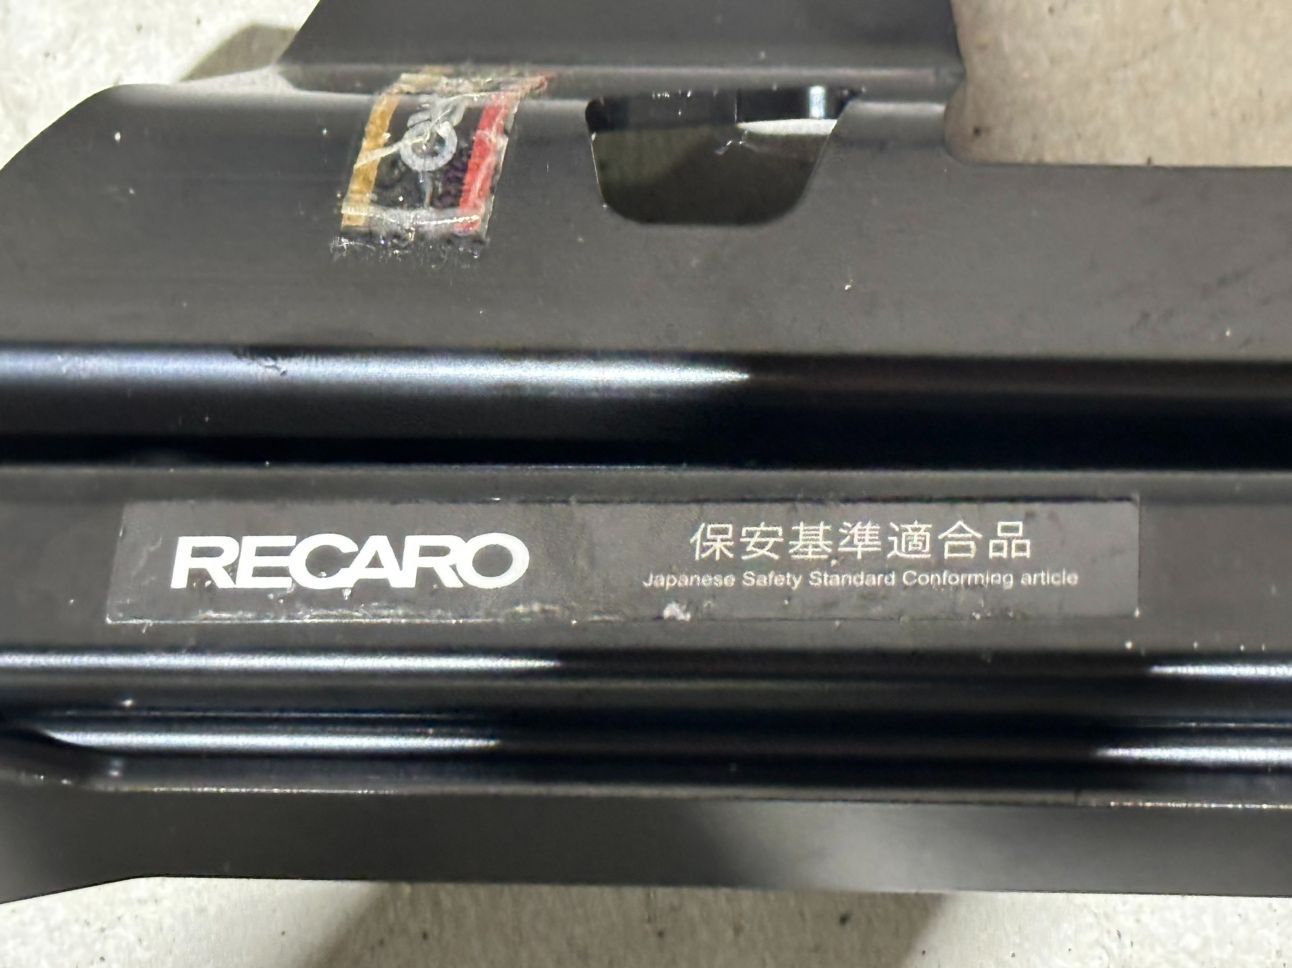 RECARO
保安基準適合品
Japanese Safety Standard Conforming article